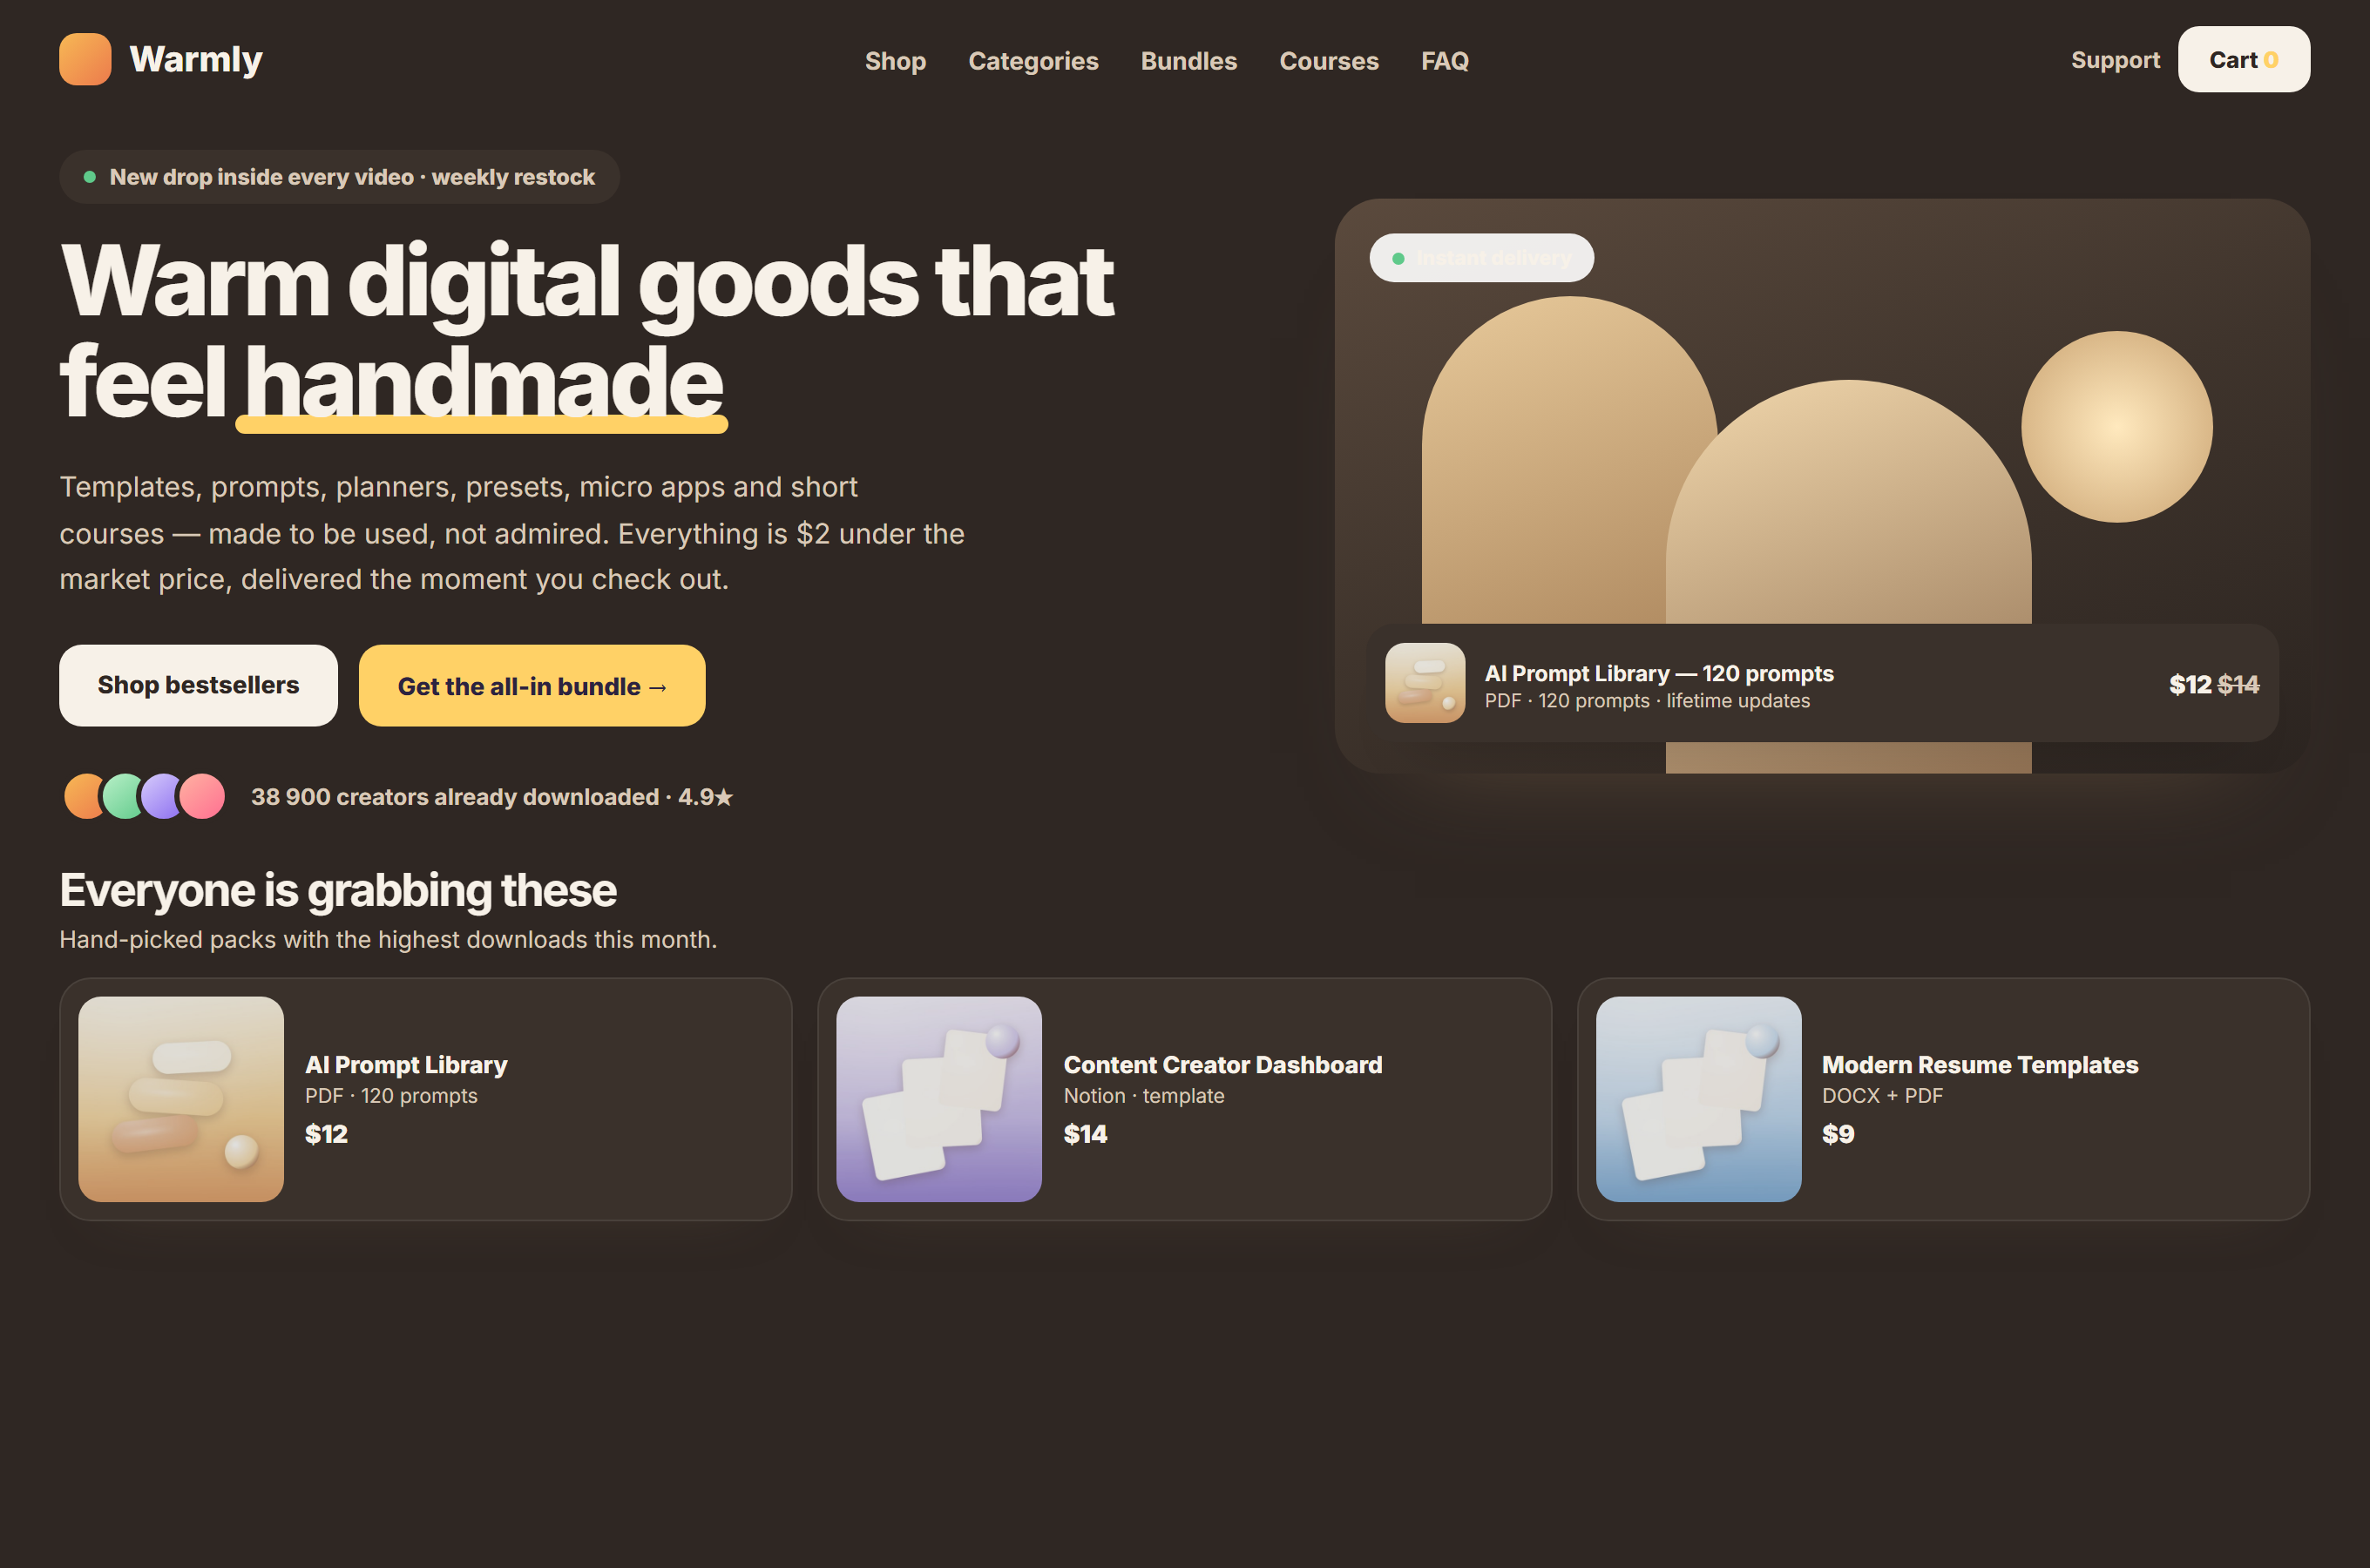 Warmly
Shop
Categories
Bundles
Courses
FAQ
Support
Cart 0
New drop inside every video · weekly restock
Warm digital goods that
feel handmade
Templates, prompts, planners, presets, micro apps and short
courses — made to be used, not admired. Everything is $2 under the
market price, delivered the moment you check out.
Shop bestsellers
Get the all-in bundle →
38 900 creators already downloaded · 4.9★
Instant delivery
AI Prompt Library — 120 prompts
PDF · 120 prompts · lifetime updates
$12 $14
Everyone is grabbing these
Hand-picked packs with the highest downloads this month.
AI Prompt Library
PDF · 120 prompts
$12
Content Creator Dashboard
Notion · template
$14
Modern Resume Templates
DOCX + PDF
$9